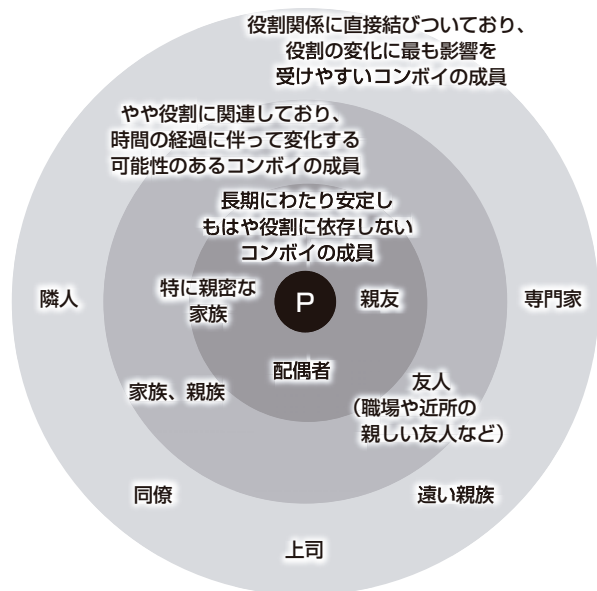 役割関係に直接結びついており、
役割の変化に最も影響を
受けやすいコンボイの成員
やや役割に関連しており、
時間の経過に伴って変化する
可能性のあるコンボイの成員
長期にわたり安定し
もはや役割に依存しない
コンボイの成員
隣人
特に親密な
家族
P
親友
専門家
配偶者
家族、親族
友人
（職場や近所の
親しい友人など）
同僚
遠い親族
上司